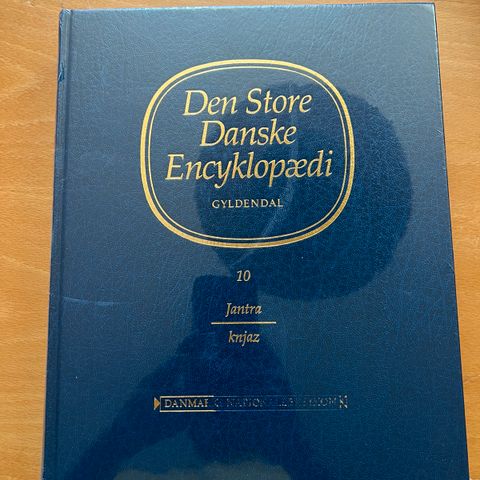 Den Store
Danske
Encyklopædi
GYLDENDAL
10
Jantra
knjaz